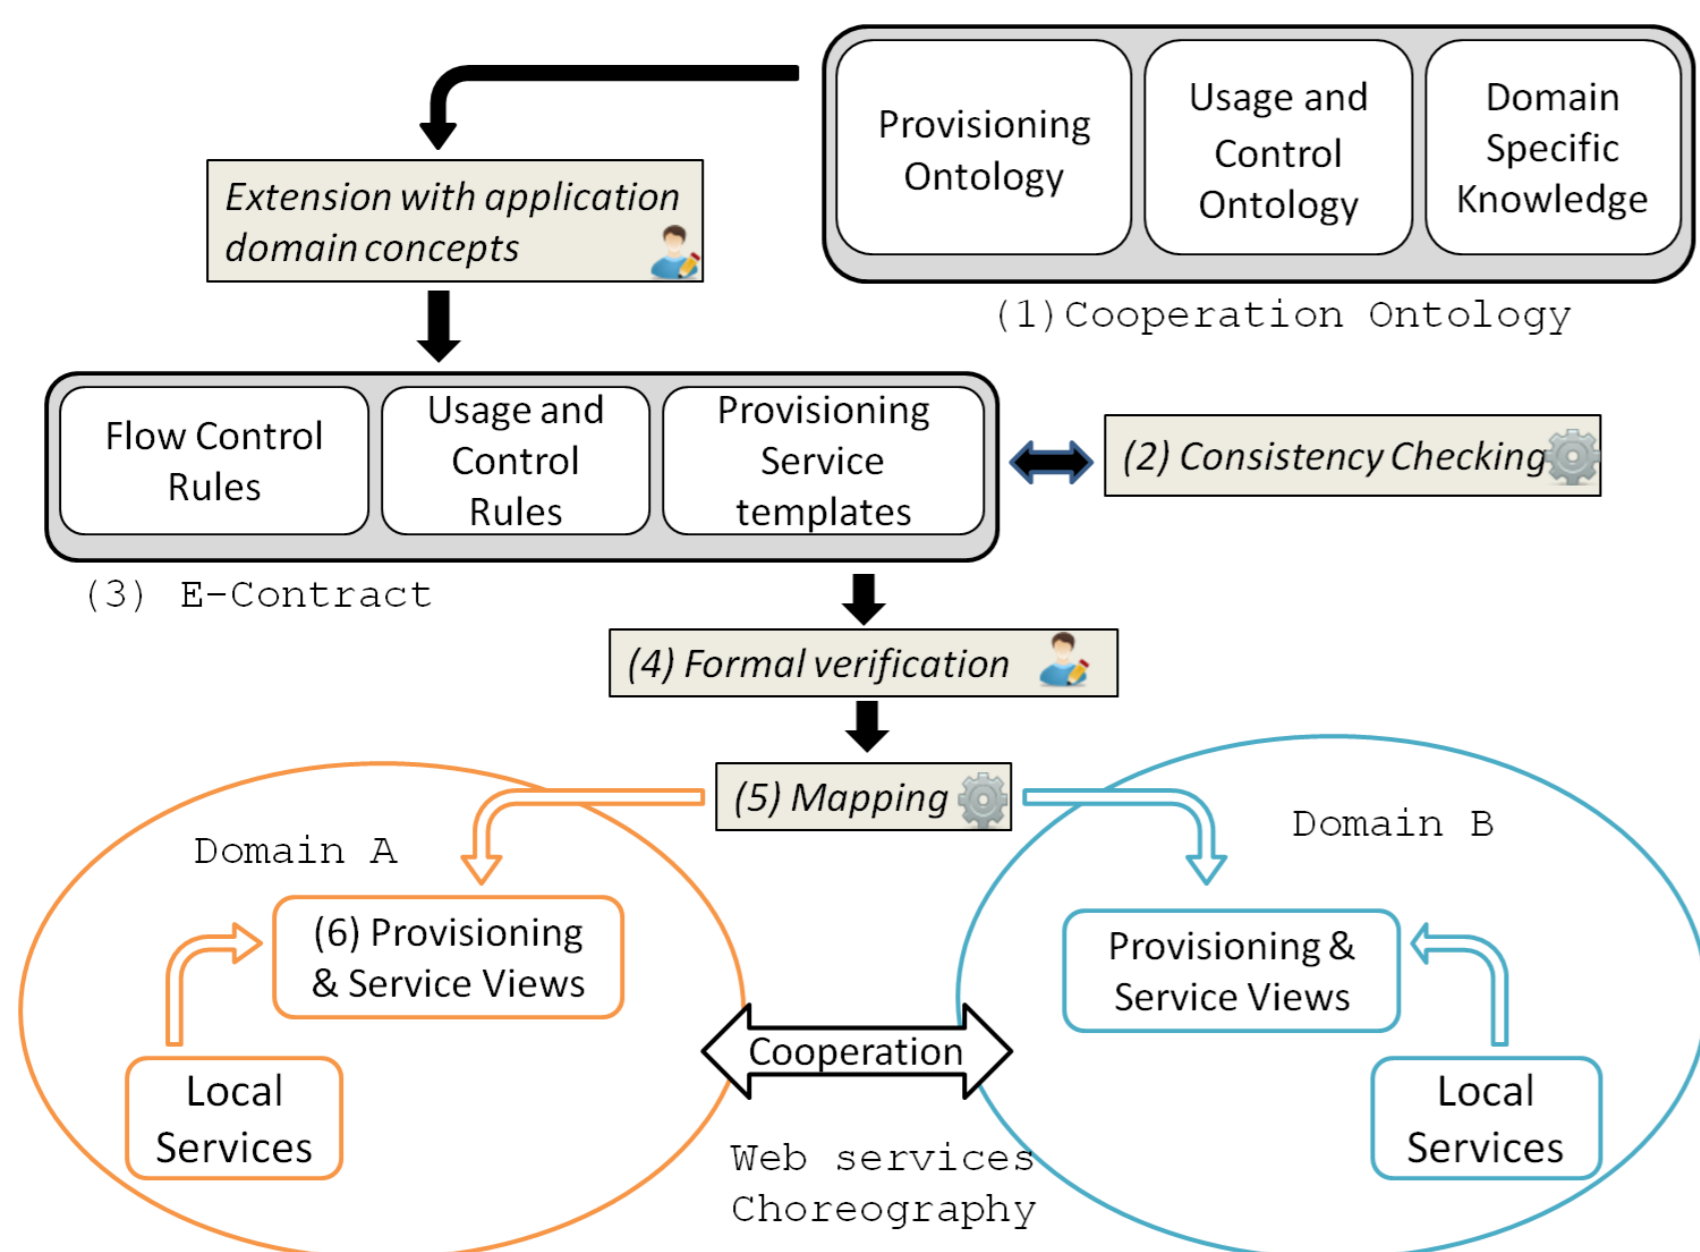 Provisioning
Ontology
Usage and
Control
Ontology
Domain
Specific
Knowledge
(1)Cooperation Ontology
Extension with application
domain concepts
Flow Control
Rules
Usage and
Control
Rules
Provisioning
Service
templates
(2) Consistency Checking
(3) E-Contract
(4) Formal verification
(5) Mapping
Domain A
(6) Provisioning
& Service Views
Local
Services
Domain B
Provisioning &
Service Views
Local
Services
Cooperation
Web services
Choreography